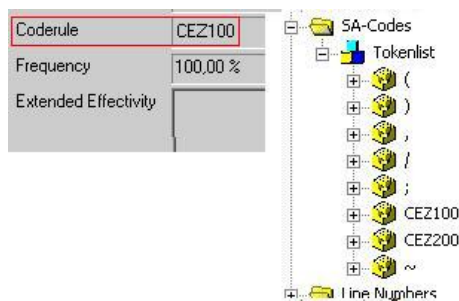 Coderule CEZ100
Frequency 100,00 %
Extended Effectivity
SA-Codes
Tokenlist
(
)
,
/
;
CEZ100
CEZ200
~
Line Numbers